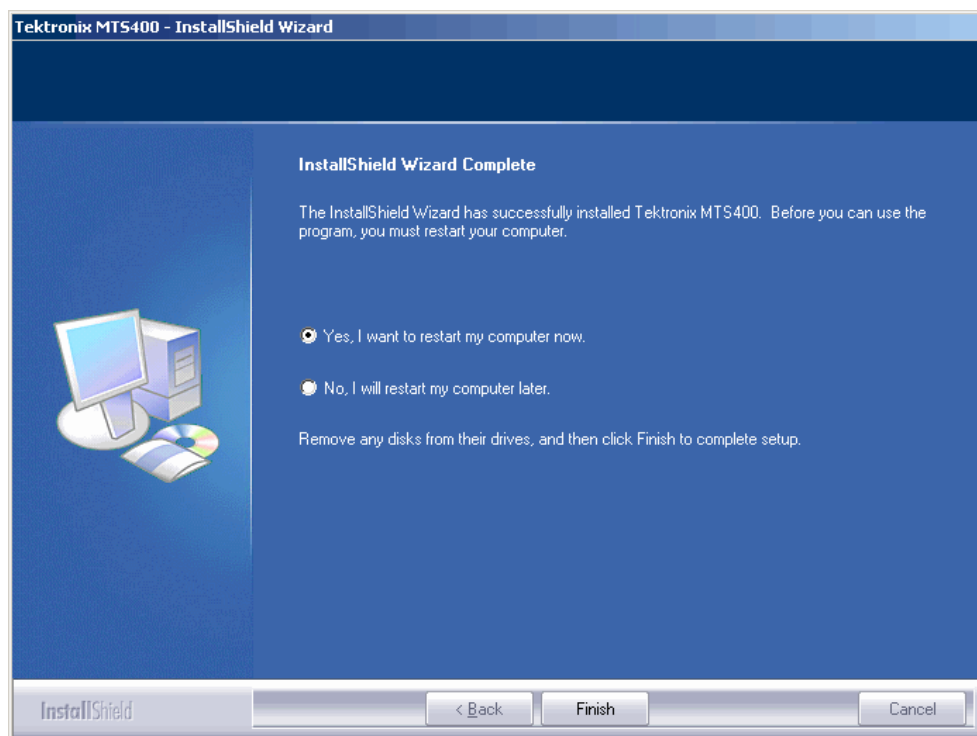 Tektronix MTS400 - InstallShield Wizard
InstallShield Wizard Complete
The InstallShield Wizard has successfully installed Tektronix MTS400. Before you can use the
program, you must restart your computer.
Yes, I want to restart my computer now.
No, I will restart my computer later.
Remove any disks from their drives, and then click Finish to complete setup.
InstallShield
< Back
Finish
Cancel